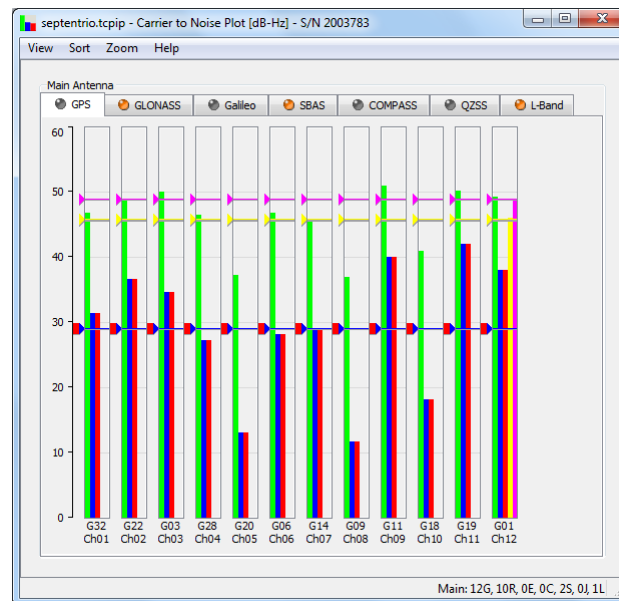 septentrio.tcpip - Carrier to Noise Plot [dB-Hz] - S/N 2003783
View Sort Zoom Help
Main Antenna
GPS GLONASS Galileo SBAS COMPASS QZSS L-Band
60
50
40
30
20
10
0
G32 G22 G03 G28 G20 G06 G14 G09 G11 G18 G19 G01
Ch01 Ch02 Ch03 Ch04 Ch05 Ch06 Ch07 Ch08 Ch09 Ch10 Ch11 Ch12
Main: 12G, 10R, 0E, 0C, 2S, 0J, 1L